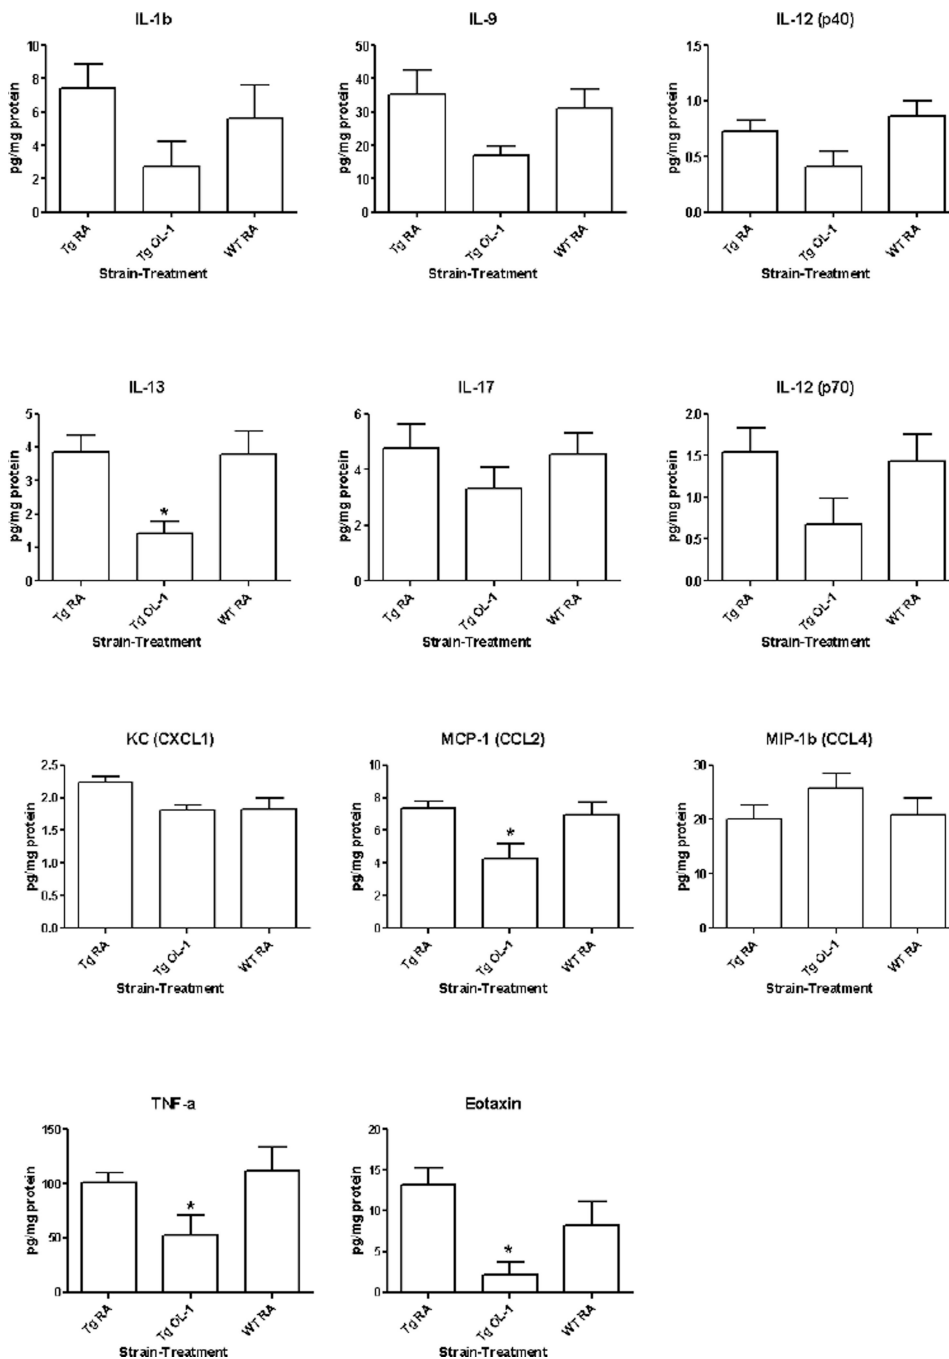 IL-1b
IL-9
IL-12 (p40)
pg/mg protein
10
8
6
4
2
0
Tg RA
Tg OL-1
WT RA
Strain-Treatment
pg/mg protein
50
40
30
20
10
0
Tg RA
Tg OL-1
WT RA
Strain-Treatment
pg/mg protein
1.5
1.0
0.5
0.0
Tg RA
Tg OL-1
WT RA
Strain-Treatment
IL-13
IL-17
IL-12 (p70)
pg/mg protein
5
4
3
2
1
0
*
Tg RA
Tg OL-1
WT RA
Strain-Treatment
pg/mg protein
6
4
2
0
Tg RA
Tg OL-1
WT RA
Strain-Treatment
pg/mg protein
2.0
1.5
1.0
0.5
0.0
Tg RA
Tg OL-1
WT RA
Strain-Treatment
KC (CXCL1)
MCP-1 (CCL2)
MIP-1b (CCL4)
pg/mg protein
2.5
2.0
1.5
1.0
0.5
0.0
Tg RA
Tg OL-1
WT RA
Strain-Treatment
pg/mg protein
10
8
6
4
2
0
*
Tg RA
Tg OL-1
WT RA
Strain-Treatment
pg/mg protein
30
20
10
0
Tg RA
Tg OL-1
WT RA
Strain-Treatment
TNF-a
Eotaxin
pg/mg protein
150
100
50
0
*
Tg RA
Tg OL-1
WT RA
Strain-Treatment
pg/mg protein
20
15
10
5
0
*
Tg RA
Tg OL-1
WT RA
Strain-Treatment